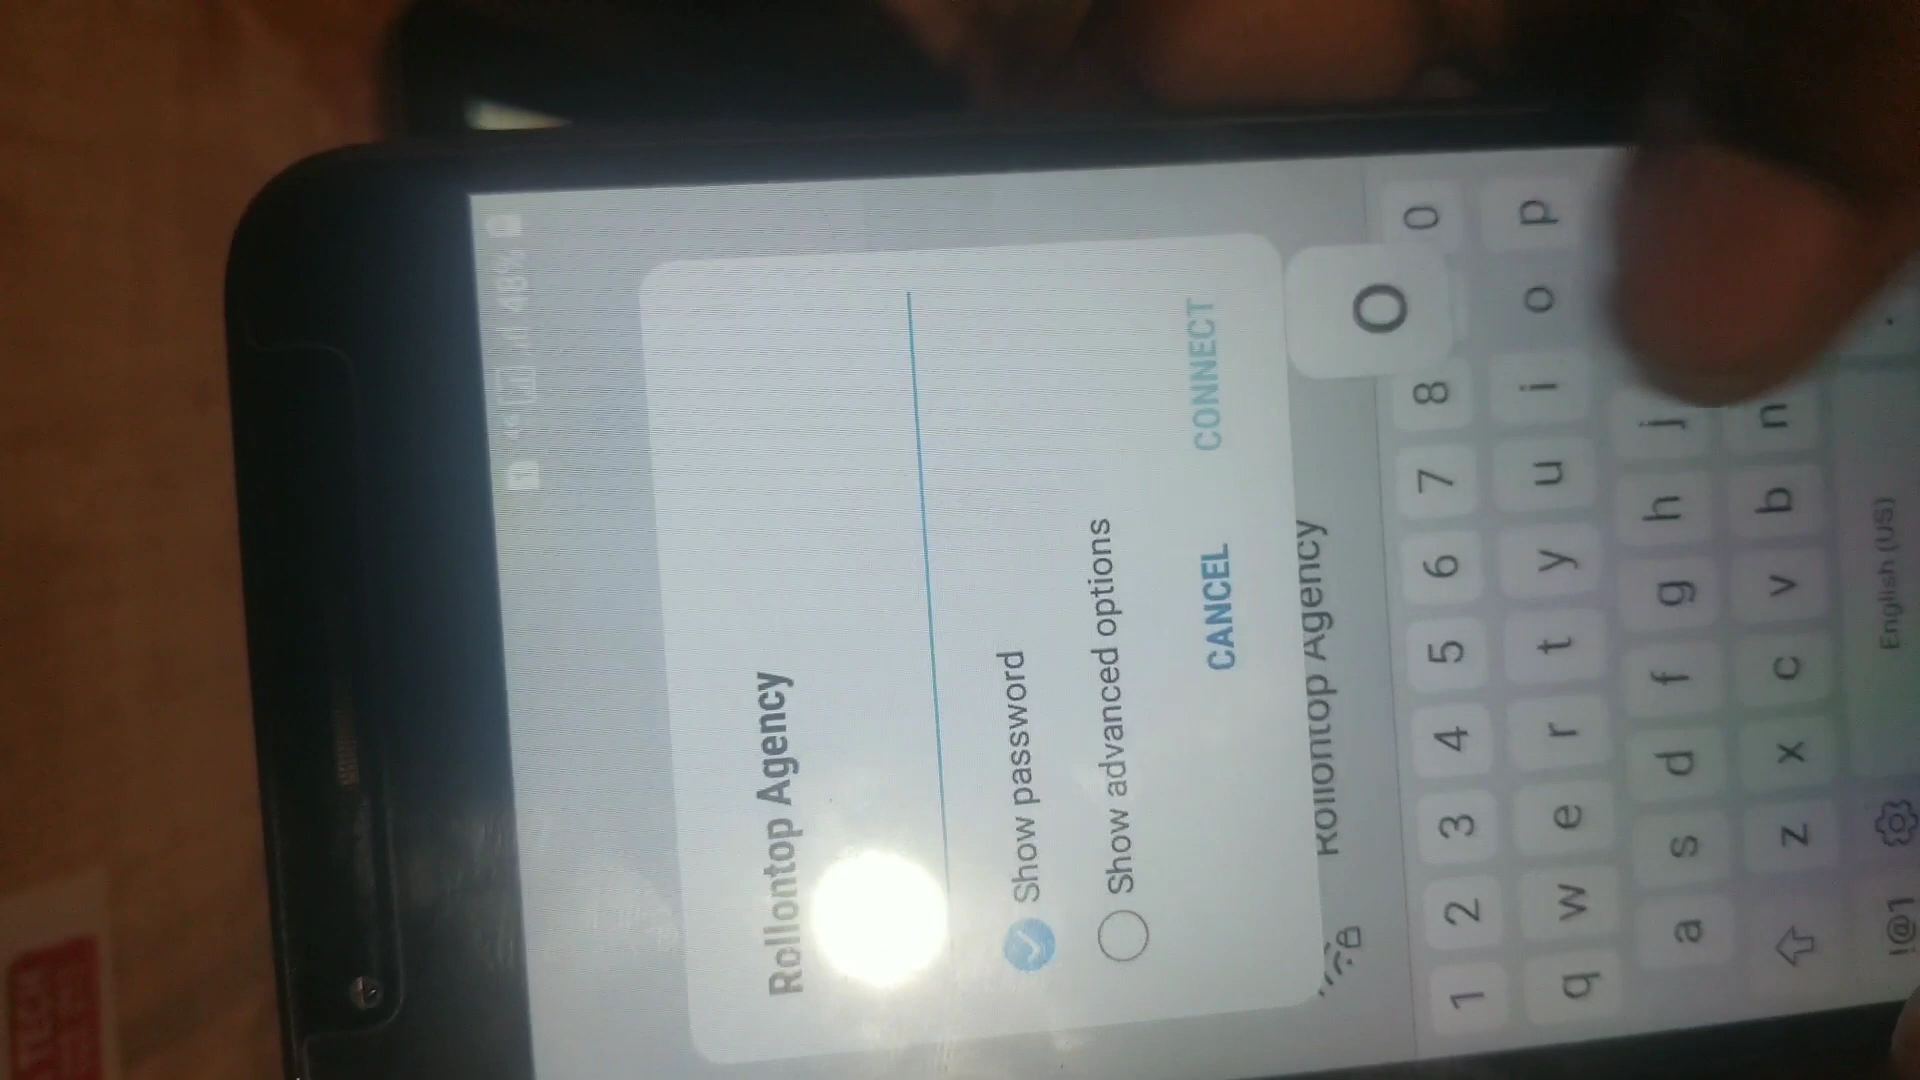 48%
Rollontop Agency
Show password
Show advanced options
CANCEL CONNECT
Rollontop Agency
o
1 2 3 4 5 6 7 8 0
q w e r t y u i o p
a s d f g h j
z x c v b n
!@1 English (US) .